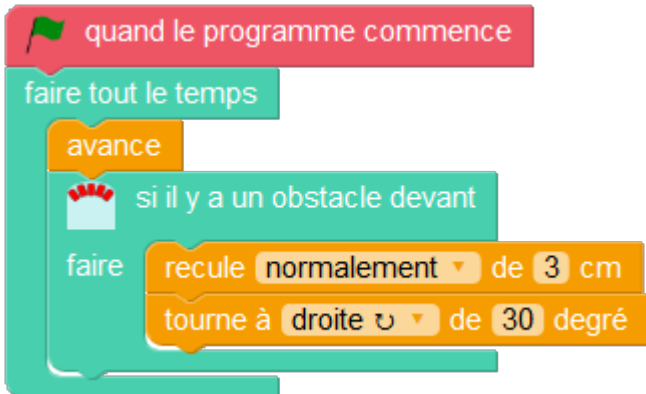 quand le programme commence
faire tout le temps
avance
si il y a un obstacle devant
faire recule normalement de 3 cm
tourne à droite ↻ de 30 degré